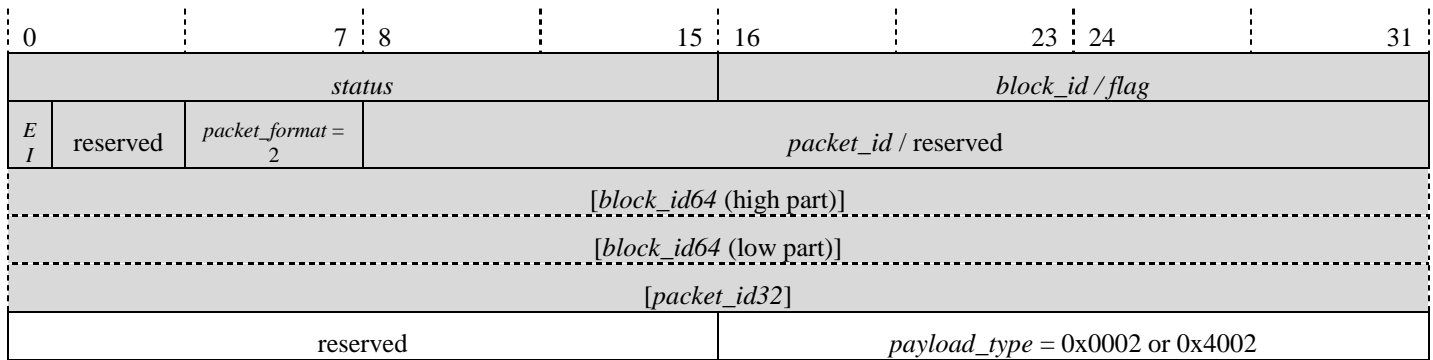 0 7 8 15 16 23 24 31
status block_id / flag
E
I reserved packet_format =
2 packet_id / reserved
[block_id64 (high part)]
[block_id64 (low part)]
[packet_id32]
reserved payload_type = 0x0002 or 0x4002